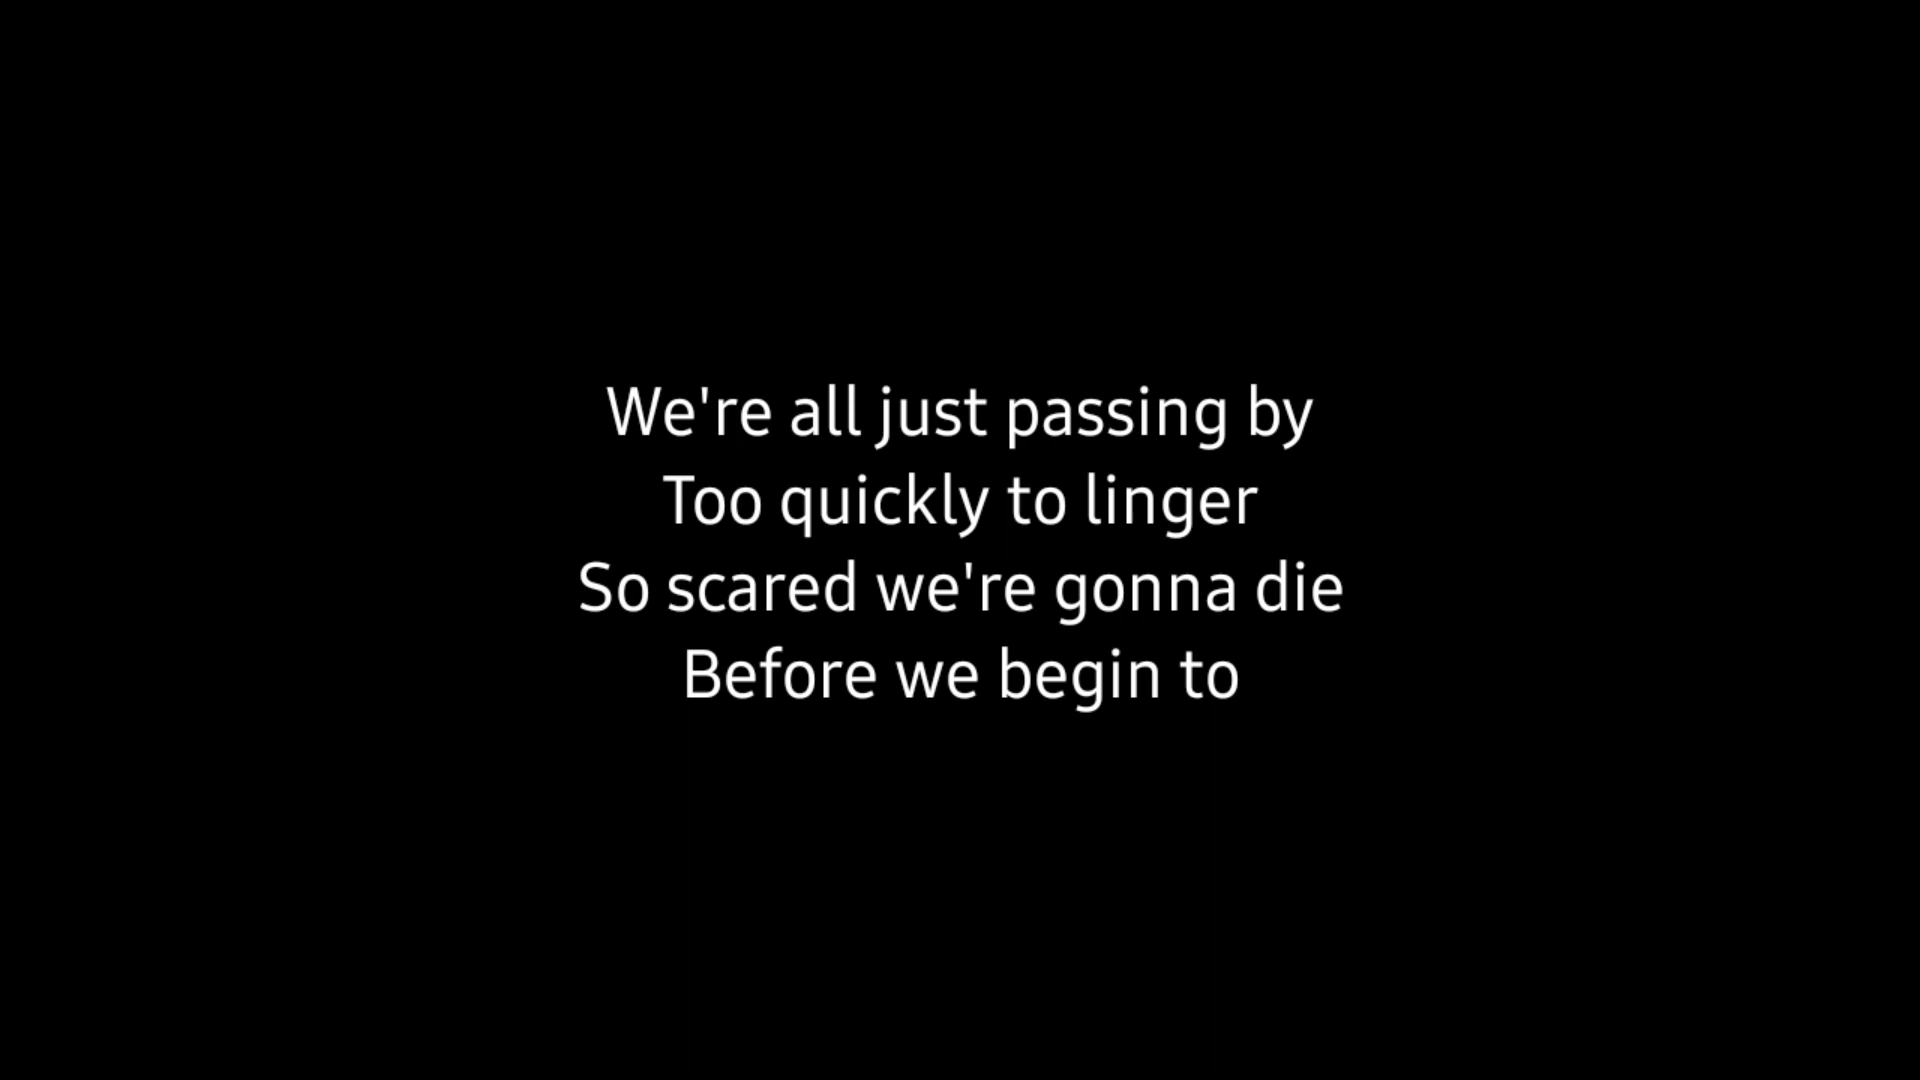 We're all just passing by
Too quickly to linger
So scared we're gonna die
Before we begin to